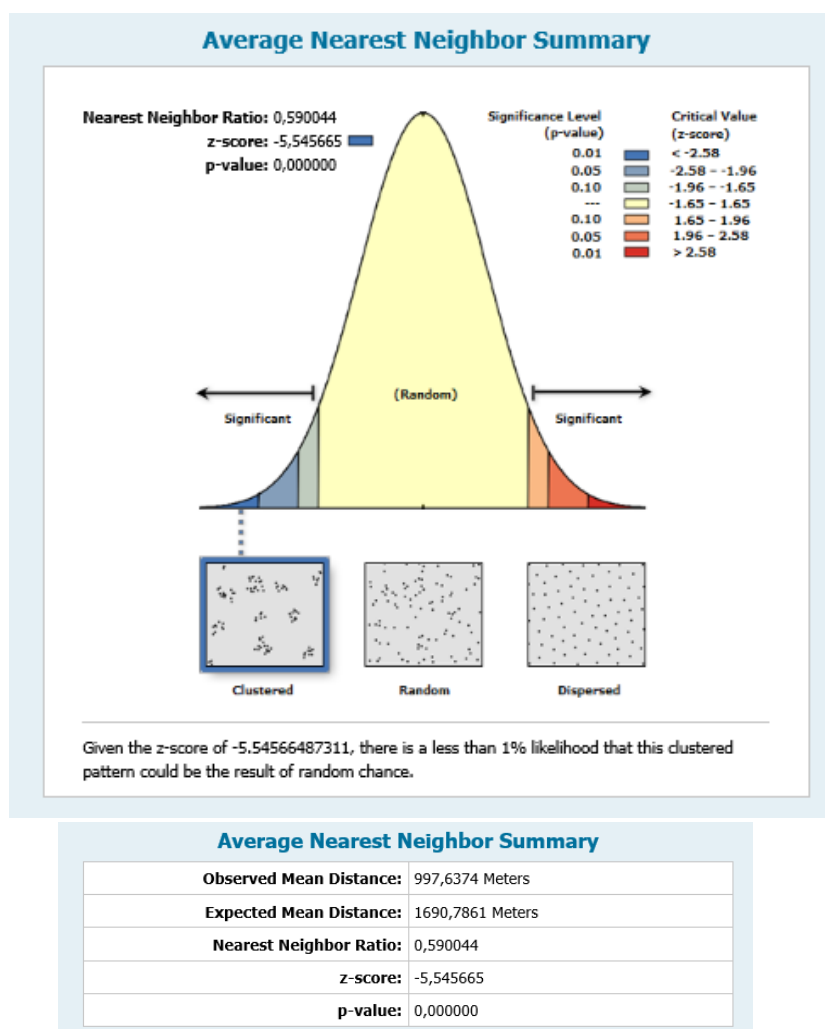 Average Nearest Neighbor Summary
Nearest Neighbor Ratio: 0,590044
z-score: -5,545665
p-value: 0,000000
Significance Level
(p-value)
Critical Value
(z-score)
0.01 < -2.58
0.05 -2.58 - -1.96
0.10 -1.96 - -1.65
--- -1.65 - 1.65
0.10 1.65 - 1.96
0.05 1.96 - 2.58
0.01 > 2.58
(Random)
Significant
Significant
Clustered
Random
Dispersed
Given the z-score of -5.54566487311, there is a less than 1% likelihood that this clustered
pattern could be the result of random chance.
Average Nearest Neighbor Summary
Observed Mean Distance: 997,6374 Meters
Expected Mean Distance: 1690,7861 Meters
Nearest Neighbor Ratio: 0,590044
z-score: -5,545665
p-value: 0,000000